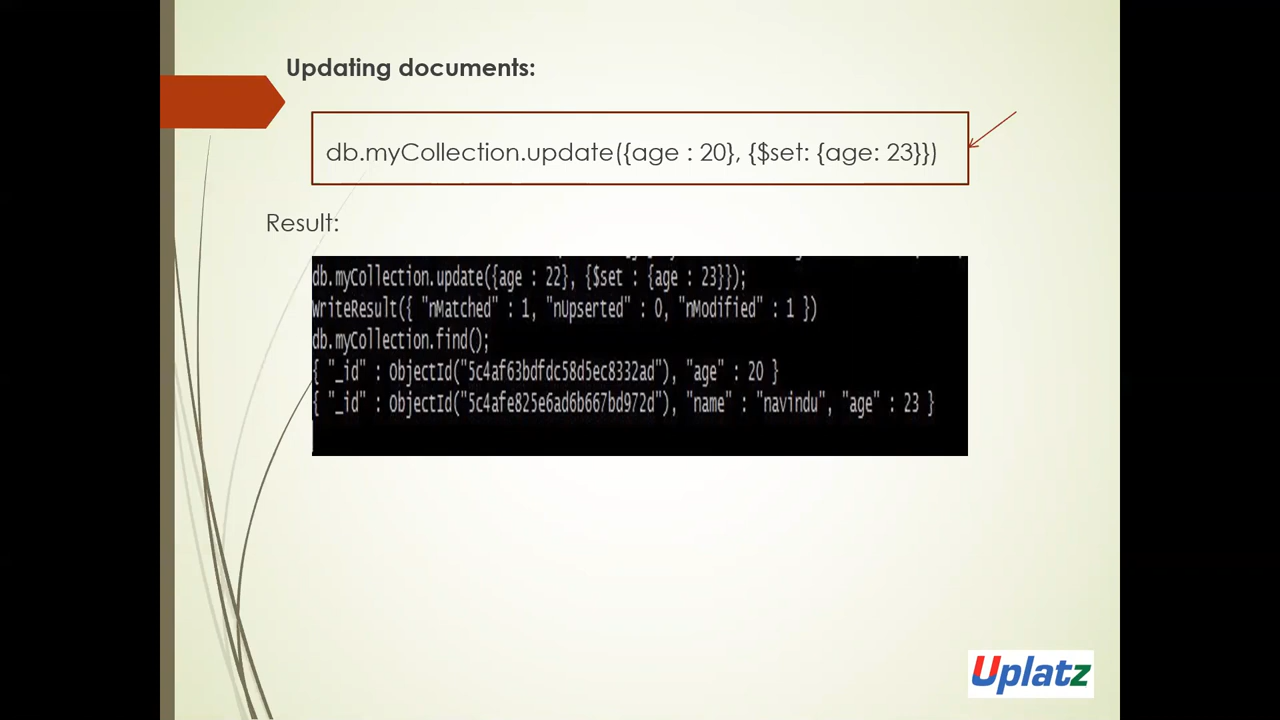 Updating documents:
db.myCollection.update({age : 20}, {$set: {age: 23}})
Result:
db.myCollection.update({age : 22}, {$set : {age : 23}});
WriteResult({ "nMatched" : 1, "nUpserted" : 0, "nModified" : 1 })
db.myCollection.find();
{ "_id" : ObjectId("5c4af63bdfdc58d5ec8332ad"), "age" : 20 }
{ "_id" : ObjectId("5c4afe825e6ad6b667bd972d"), "name" : "navindu", "age" : 23 }
Uplatz